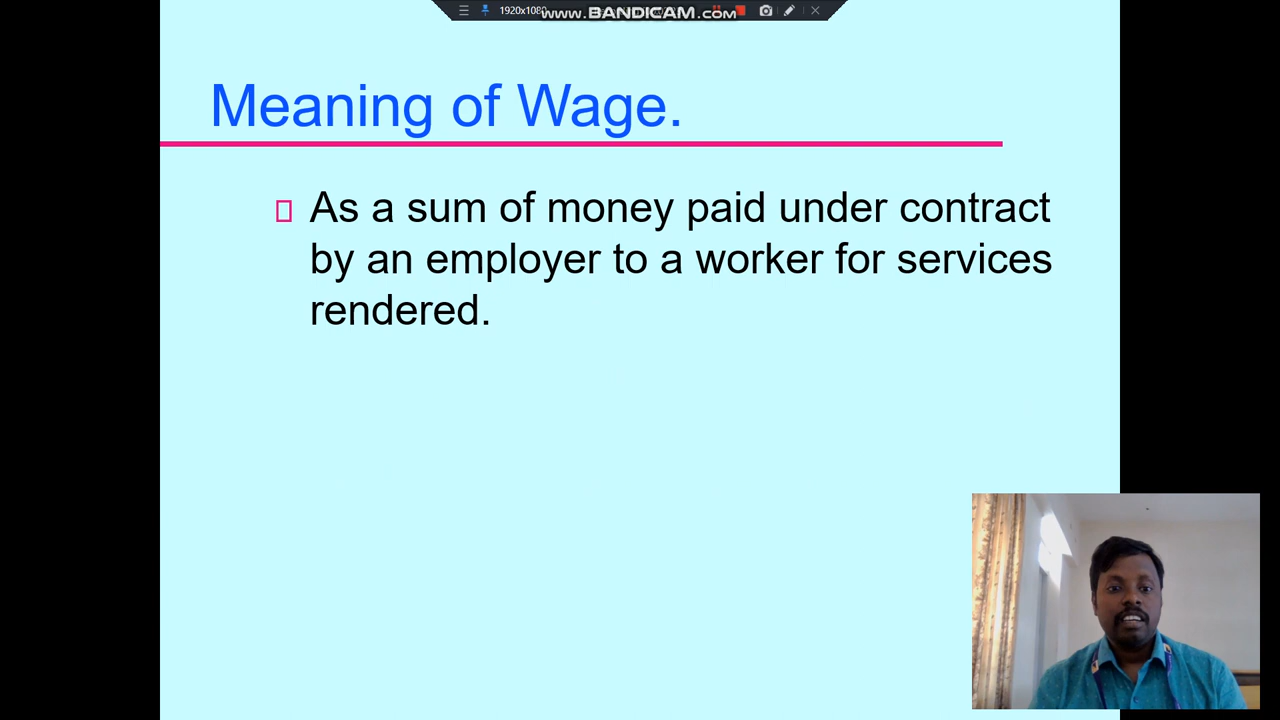 1920x1080
www.BANDICAM.com
Meaning of Wage.
As a sum of money paid under contract
by an employer to a worker for services
rendered.